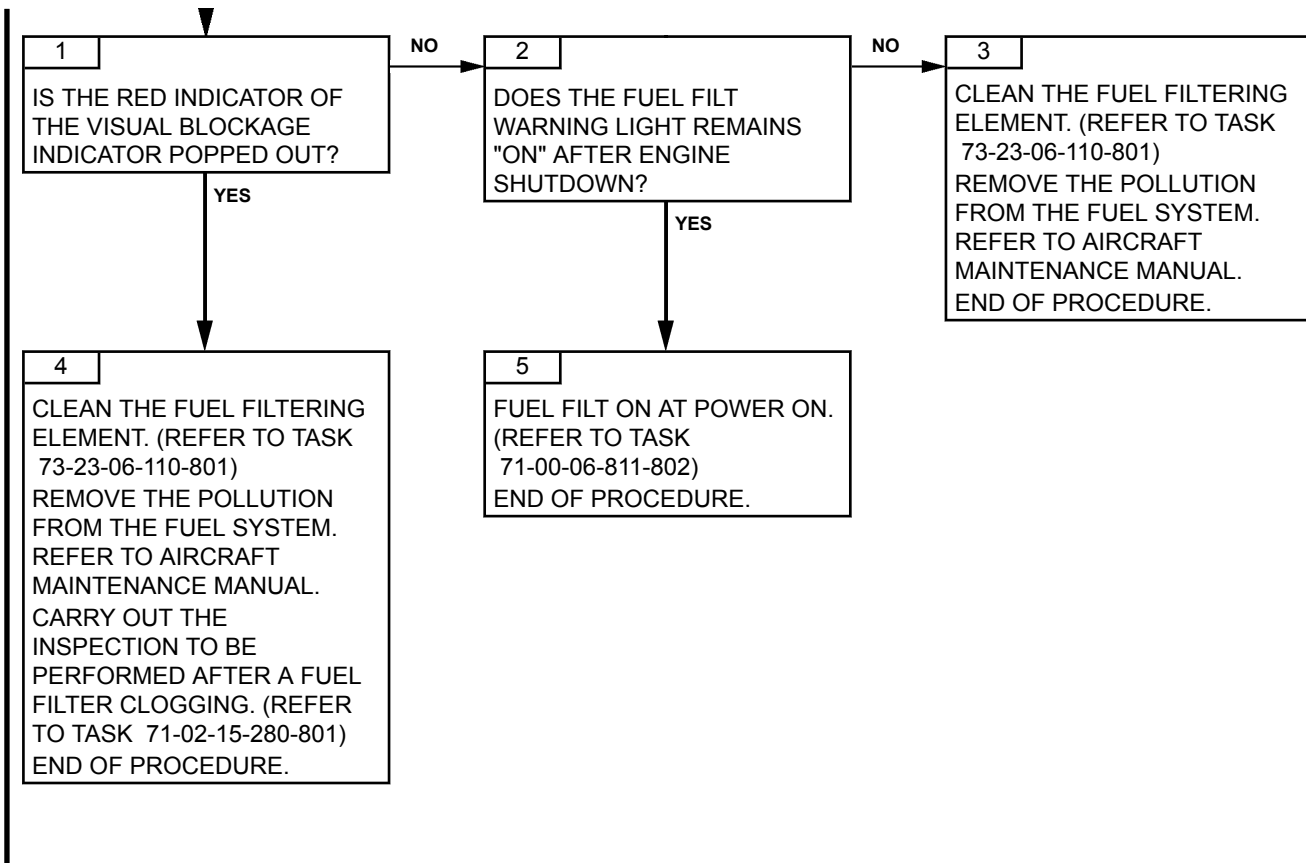 1
IS THE RED INDICATOR OF
THE VISUAL BLOCKAGE
INDICATOR POPPED OUT?
NO
YES
2
DOES THE FUEL FILT
WARNING LIGHT REMAINS
"ON" AFTER ENGINE
SHUTDOWN?
NO
YES
3
CLEAN THE FUEL FILTERING
ELEMENT. (REFER TO TASK
73-23-06-110-801)
REMOVE THE POLLUTION
FROM THE FUEL SYSTEM.
REFER TO AIRCRAFT
MAINTENANCE MANUAL.
END OF PROCEDURE.
4
CLEAN THE FUEL FILTERING
ELEMENT. (REFER TO TASK
73-23-06-110-801)
REMOVE THE POLLUTION
FROM THE FUEL SYSTEM.
REFER TO AIRCRAFT
MAINTENANCE MANUAL.
CARRY OUT THE
INSPECTION TO BE
PERFORMED AFTER A FUEL
FILTER CLOGGING. (REFER
TO TASK 71-02-15-280-801)
END OF PROCEDURE.
5
FUEL FILT ON AT POWER ON.
(REFER TO TASK
71-00-06-811-802)
END OF PROCEDURE.